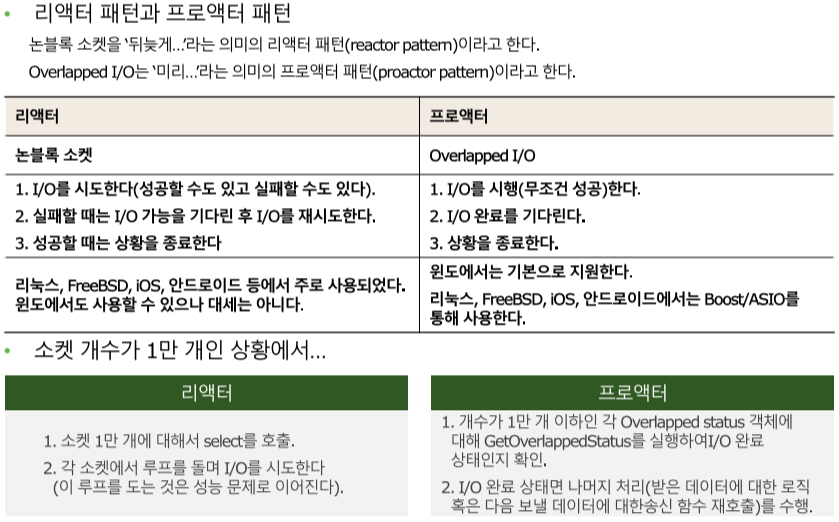 • 리액터 패턴과 프로액터 패턴
논블록 소켓을 ‘뒤늦게…’라는 의미의 리액터 패턴(reactor pattern)이라고 한다.
Overlapped I/O는 ‘미리…’라는 의미의 프로액터 패턴(proactor pattern)이라고 한다.
리액터
프로액터
논블록 소켓
Overlapped I/O
1. I/O를 시도한다(성공할 수도 있고 실패할 수도 있다).
2. 실패할 때는 I/O 가능을 기다린 후 I/O를 재시도한다.
3. 성공할 때는 상황을 종료한다
1. I/O를 시행(무조건 성공)한다.
2. I/O 완료를 기다린다.
3. 상황을 종료한다.
리눅스, FreeBSD, iOS, 안드로이드 등에서 주로 사용되었다.
윈도에서도 사용할 수 있으나 대세는 아니다.
윈도에서는 기본으로 지원한다.
리눅스, FreeBSD, iOS, 안드로이드에서는 Boost/ASIO를
통해 사용한다.
• 소켓 개수가 1만 개인 상황에서…
리액터
1. 소켓 1만 개에 대해서 select를 호출.
2. 각 소켓에서 루프를 돌며 I/O를 시도한다
(이 루프를 도는 것은 성능 문제로 이어진다).
프로액터
1. 개수가 1만 개 이하인 각 Overlapped status 객체에
대해 GetOverlappedStatus를 실행하여I/O 완료
상태인지 확인.
2. I/O 완료 상태면 나머지 처리(받은 데이터에 대한 로직
혹은 다음 보낼 데이터에 대한송신 함수 재호출)를 수행.